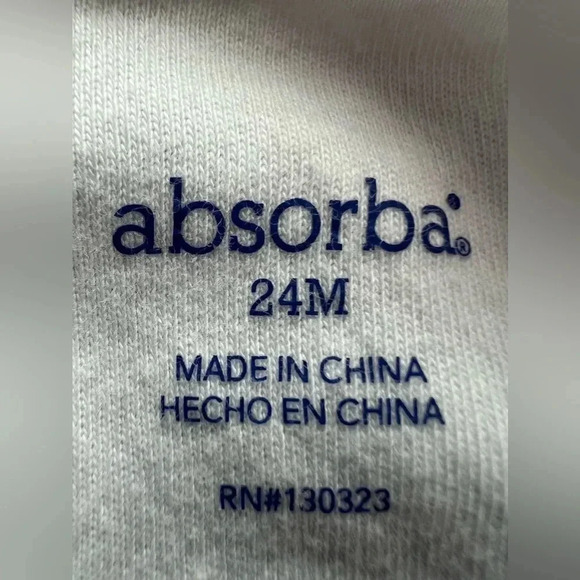 absorba®
24M
MADE IN CHINA
HECHO EN CHINA
RN#130323